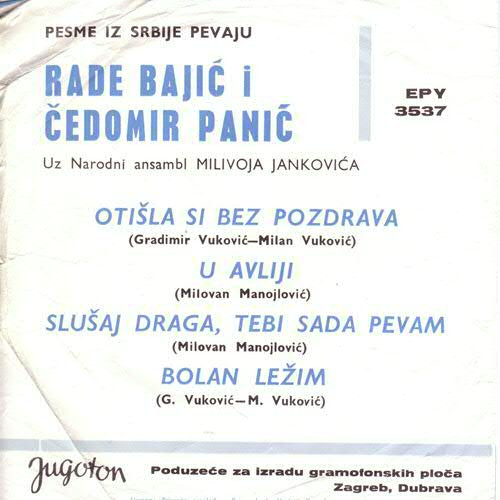 PESME IZ SRBIJE PEVAJU
RADE BAJIĆ i
ČEDOMIR PANIĆ
EPY
3537
Uz Narodni ansambl MILIVOJA JANKOVIĆA
OTIŠLA SI BEZ POZDRAVA
(Gradimir Vuković—Milan Vuković)
U AVLIJI
(Milovan Manojlović)
SLUŠAJ DRAGA, TEBI SADA PEVAM
(Milovan Manojlović)
BOLAN LEŽIM
(G. Vuković—M. Vuković)
Jugoton
Poduzeće za izradu gramofonskih ploča
Zagreb, Dubrava